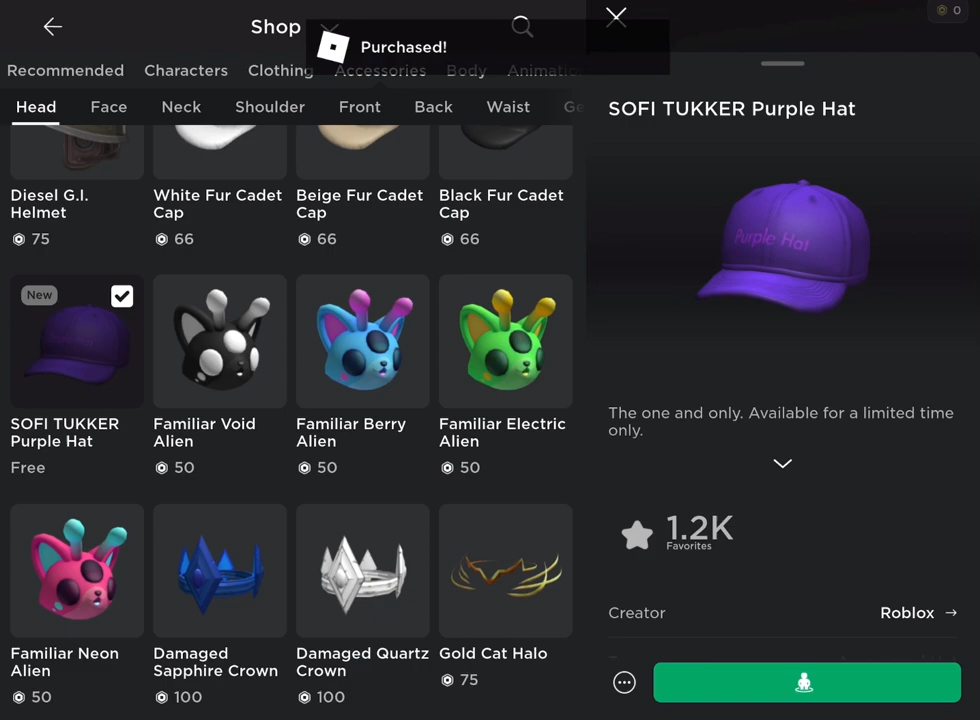 Shop
Purchased!
0
Recommended Characters Clothing Accessories Body
Head Face Neck Shoulder Front Back Waist
Diesel G.I.
Helmet
75
White Fur Cadet
Cap
66
Beige Fur Cadet
Cap
66
Black Fur Cadet
Cap
66
New
SOFI TUKKER
Purple Hat
Free
Familiar Void
Alien
50
Familiar Berry
Alien
50
Familiar Electric
Alien
50
Familiar Neon
Alien
50
Damaged
Sapphire Crown
100
Damaged Quartz
Crown
100
Gold Cat Halo
75
SOFI TUKKER Purple Hat
Purple Hat
The one and only. Available for a limited time
only.
1.2K
Favorites
Creator Roblox